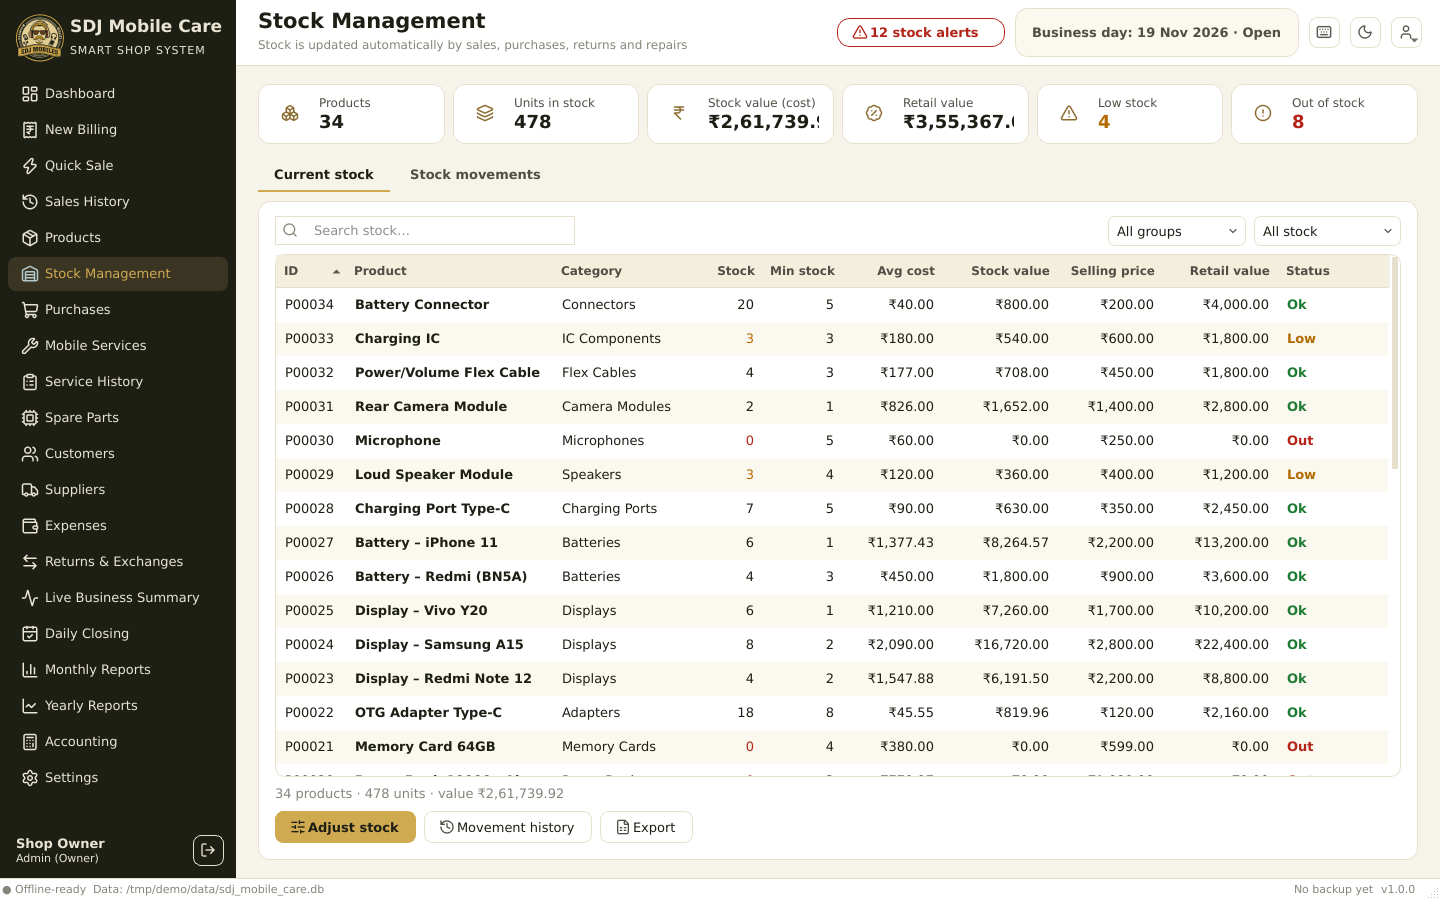 SDJ Mobile Care
SMART SHOP SYSTEM
SDJ MOBILES
Dashboard
New Billing
Quick Sale
Sales History
Products
Stock Management
Purchases
Mobile Services
Service History
Spare Parts
Customers
Suppliers
Expenses
Returns & Exchanges
Live Business Summary
Daily Closing
Monthly Reports
Yearly Reports
Accounting
Settings
Shop Owner
Admin (Owner)
Stock Management
Stock is updated automatically by sales, purchases, returns and repairs
12 stock alerts
Business day: 19 Nov 2026 · Open
Products
34
Units in stock
478
Stock value (cost)
₹2,61,739.
Retail value
₹3,55,367.
Low stock
4
Out of stock
8
Current stock Stock movements
Search stock...
All groups All stock
ID Product Category Stock Min stock Avg cost Stock value Selling price Retail value Status
P00034 Battery Connector Connectors 20 5 ₹40.00 ₹800.00 ₹200.00 ₹4,000.00 Ok
P00033 Charging IC IC Components 3 3 ₹180.00 ₹540.00 ₹600.00 ₹1,800.00 Low
P00032 Power/Volume Flex Cable Flex Cables 4 3 ₹177.00 ₹708.00 ₹450.00 ₹1,800.00 Ok
P00031 Rear Camera Module Camera Modules 2 1 ₹826.00 ₹1,652.00 ₹1,400.00 ₹2,800.00 Ok
P00030 Microphone Microphones 0 5 ₹60.00 ₹0.00 ₹250.00 ₹0.00 Out
P00029 Loud Speaker Module Speakers 3 4 ₹120.00 ₹360.00 ₹400.00 ₹1,200.00 Low
P00028 Charging Port Type-C Charging Ports 7 5 ₹90.00 ₹630.00 ₹350.00 ₹2,450.00 Ok
P00027 Battery – iPhone 11 Batteries 6 1 ₹1,377.43 ₹8,264.57 ₹2,200.00 ₹13,200.00 Ok
P00026 Battery – Redmi (BN5A) Batteries 4 3 ₹450.00 ₹1,800.00 ₹900.00 ₹3,600.00 Ok
P00025 Display – Vivo Y20 Displays 6 1 ₹1,210.00 ₹7,260.00 ₹1,700.00 ₹10,200.00 Ok
P00024 Display – Samsung A15 Displays 8 2 ₹2,090.00 ₹16,720.00 ₹2,800.00 ₹22,400.00 Ok
P00023 Display – Redmi Note 12 Displays 4 2 ₹1,547.88 ₹6,191.50 ₹2,200.00 ₹8,800.00 Ok
P00022 OTG Adapter Type-C Adapters 18 8 ₹45.55 ₹819.96 ₹120.00 ₹2,160.00 Ok
P00021 Memory Card 64GB Memory Cards 0 4 ₹380.00 ₹0.00 ₹599.00 ₹0.00 Out
34 products · 478 units · value ₹2,61,739.92
Adjust stock Movement history Export
Offline-ready Data: /tmp/demo/data/sdj_mobile_care.db
No backup yet v1.0.0